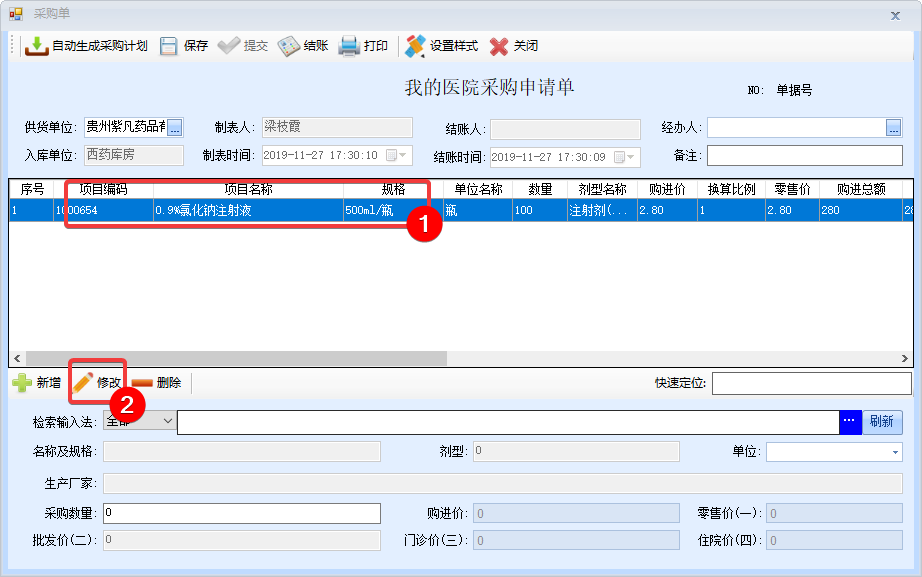 采购单
自动生成采购计划 保存 提交 结账 打印 设置样式 关闭
我的医院采购申请单 NO: 单据号
供货单位: 贵州紫凡药品有 ... 制表人: 梁枝霞 结账人: 经办人: ...
入库单位: 西药库房 制表时间: 2019-11-27 17:30:10 结账时间: 2019-11-27 17:30:09 备注:
序号 项目编码 项目名称 规格 单位名称 数量 剂型名称 购进价 换算比例 零售价 购进总额
1 1000654 0.9%氯化钠注射液 500ml/瓶 瓶 100 注射剂(... 2.80 1 2.80 280 28
1
新增 修改 删除 快速定位:
2
检索输入法: 全部 ... 刷新
名称及规格: 剂型: 0 单位:
生产厂家:
采购数量: 0 购进价: 0 零售价(一): 0
批发价(二): 0 门诊价(三): 0 住院价(四): 0